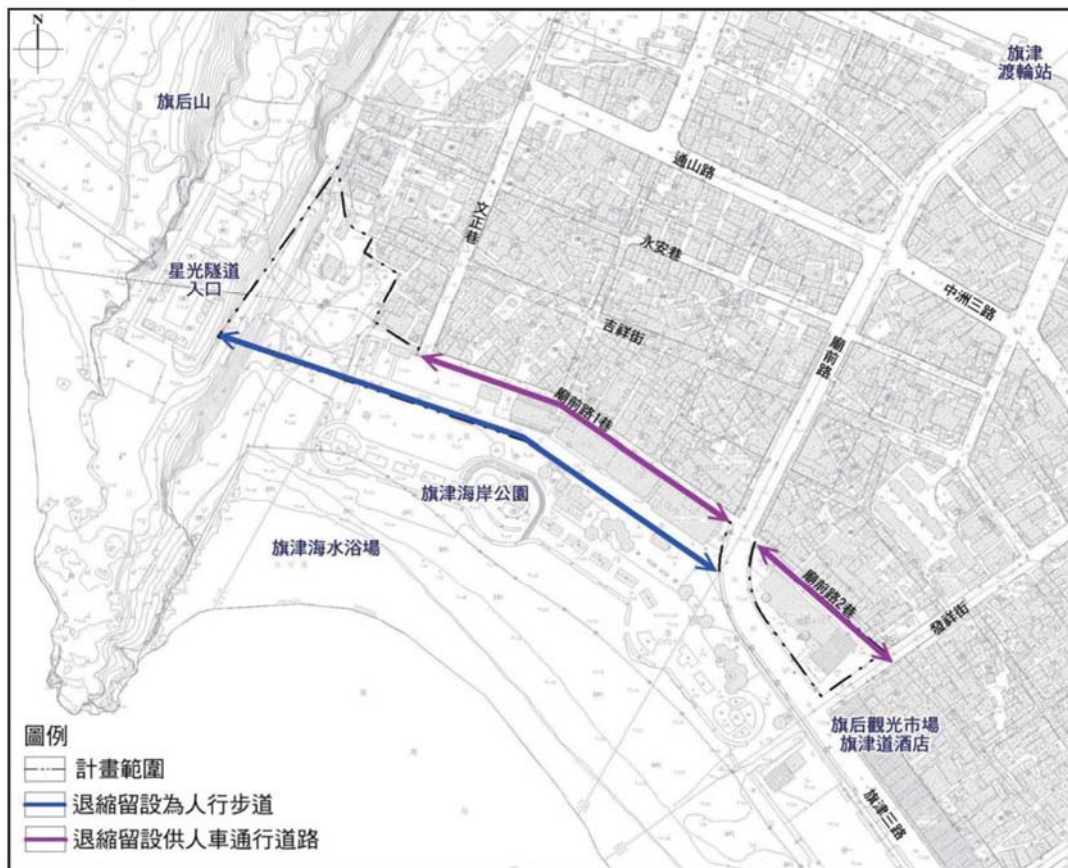 N
旗津
渡輪站
旗后山
通山路
文正巷
永安巷
星光隧道
入口
中洲三路
吉祥街
廟前路
廟前路1巷
旗津海岸公園
旗津海水浴場
廟前路2巷
發祥街
旗后觀光市場
旗津道酒店
旗津三路
圖例
計畫範圍
退縮留設為人行步道
退縮留設供人車通行道路